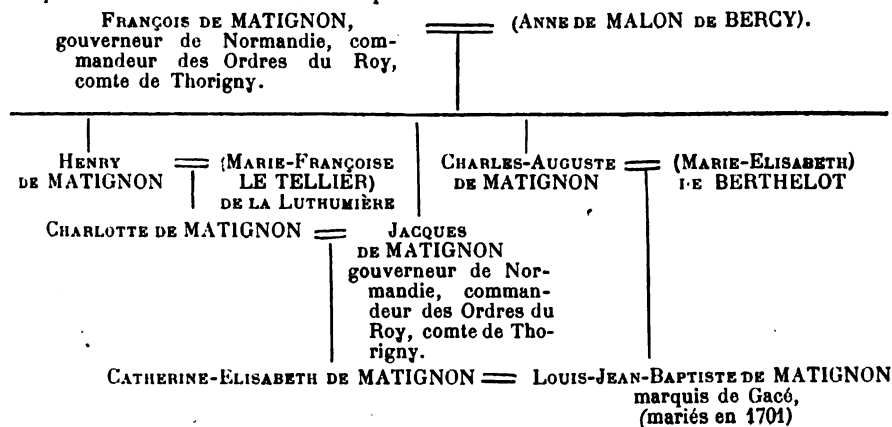 FRANÇOIS DE MATIGNON,
gouverneur de Normandie, com-
mandeur des Ordres du Roy,
comte de Thorigny.
(ANNE DE MALON DE BERCY).
HENRY
DE MATIGNON
(MARIE-FRANÇOISE
LE TELLIER)
DE LA LUTHUMIÈRE
CHARLES-AUGUSTE
DE MATIGNON
(MARIE-ELISABETH)
LE BERTHELOT
CHARLOTTE DE MATIGNON
JACQUES
DE MATIGNON
gouverneur de Nor-
mandie, comman-
deur des Ordres du
Roy, comte de Tho-
rigny.
CATHERINE-ELISABETH DE MATIGNON
LOUIS-JEAN-BAPTISTE DE MATIGNON
marquis de Gacé,
(mariés en 1701)